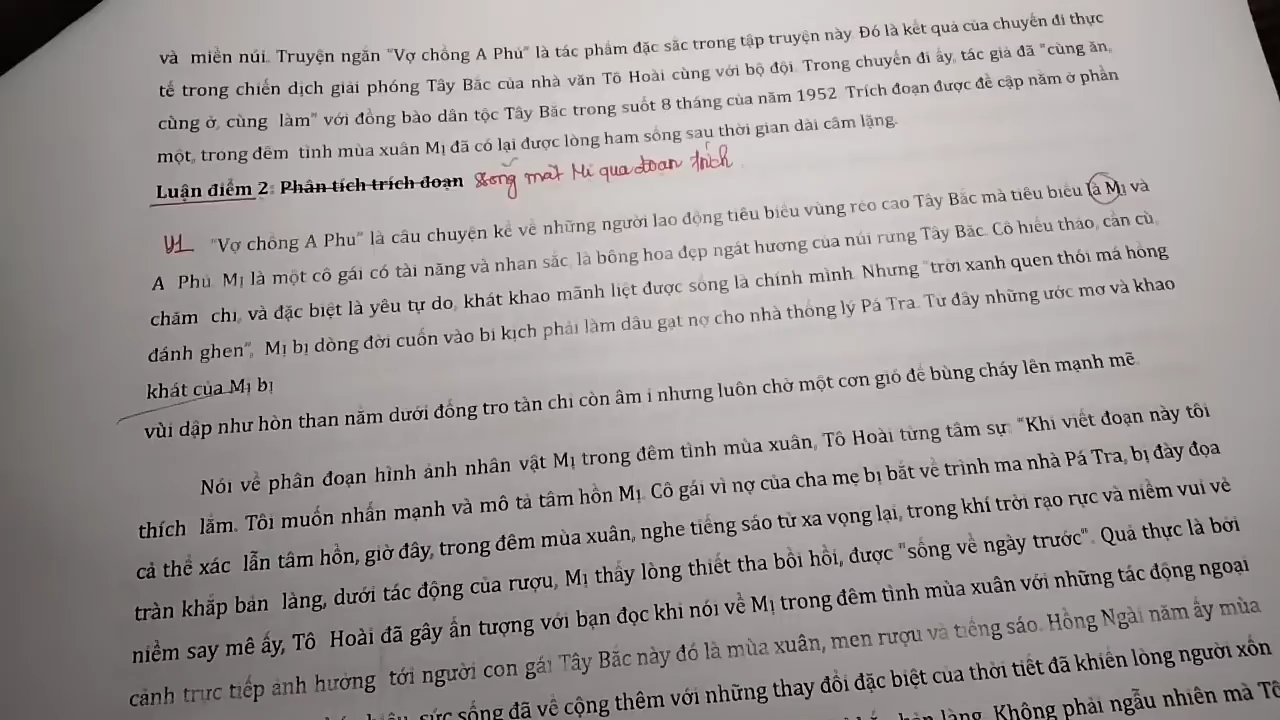 và miền núi. Truyện ngắn "Vợ chồng A Phủ" là tác phẩm đặc sắc trong tập truyện này. Đó là kết quả của chuyến đi thực
tế trong chiến dịch giải phóng Tây Bắc của nhà văn Tô Hoài cùng với bộ đội. Trong chuyến đi ấy, tác giả đã "cùng ăn,
cùng ở, cùng làm" với đồng bào dân tộc Tây Bắc trong suốt 8 tháng của năm 1952. Trích đoạn được đề cập nằm ở phần
một, trong đêm tình mùa xuân Mị đã có lại được lòng ham sống sau thời gian dài câm lặng.
Luận điểm 2: Phân tích trích đoạn mắt Mị qua đoạn trích
"Vợ chồng A Phủ" là câu chuyện kể về những người lao động tiêu biểu vùng rẻo cao Tây Bắc mà tiêu biểu là Mị và
A Phủ. Mị là một cô gái có tài năng và nhan sắc, là bông hoa đẹp ngát hương của núi rừng Tây Bắc. Cô hiếu thảo, cần cù,
chăm chỉ, và đặc biệt là yêu tự do, khát khao mãnh liệt được sống là chính mình. Nhưng "trời xanh quen thói má hồng
đánh ghen", Mị bị dòng đời cuốn vào bi kịch phải làm dâu gạt nợ cho nhà thống lý Pá Tra. Từ đây những ước mơ và khao
khát của Mị bị
vùi dập như hòn than nằm dưới đống tro tàn chỉ còn âm ỉ nhưng luôn chờ một cơn gió để bùng cháy lên mạnh mẽ.
Nói về phân đoạn hình ảnh nhân vật Mị trong đêm tình mùa xuân, Tô Hoài từng tâm sự: "Khi viết đoạn này tôi
thích lắm. Tôi muốn nhấn mạnh và mô tả tâm hồn Mị. Cô gái vì nợ của cha mẹ bị bắt về trình ma nhà Pá Tra, bị đày đọa
cả thể xác lẫn tâm hồn, giờ đây, trong đêm mùa xuân, nghe tiếng sáo từ xa vọng lại, trong khí trời rạo rực và niềm vui vẻ
tràn khắp bản làng, dưới tác động của rượu, Mị thấy lòng thiết tha bồi hồi, được "sống về ngày trước". Quả thực là bởi
niềm say mê ấy, Tô Hoài đã gây ấn tượng với bạn đọc khi nói về Mị trong đêm tình mùa xuân với những tác động ngoại
cảnh trực tiếp ảnh hưởng tới người con gái Tây Bắc này đó là mùa xuân, men rượu và tiếng sáo. Hồng Ngài năm ấy mùa
sức sống đã về cộng thêm với những thay đổi đặc biệt của thời tiết đã khiến lòng người xốn
bản làng. Không phải ngẫu nhiên mà Tô